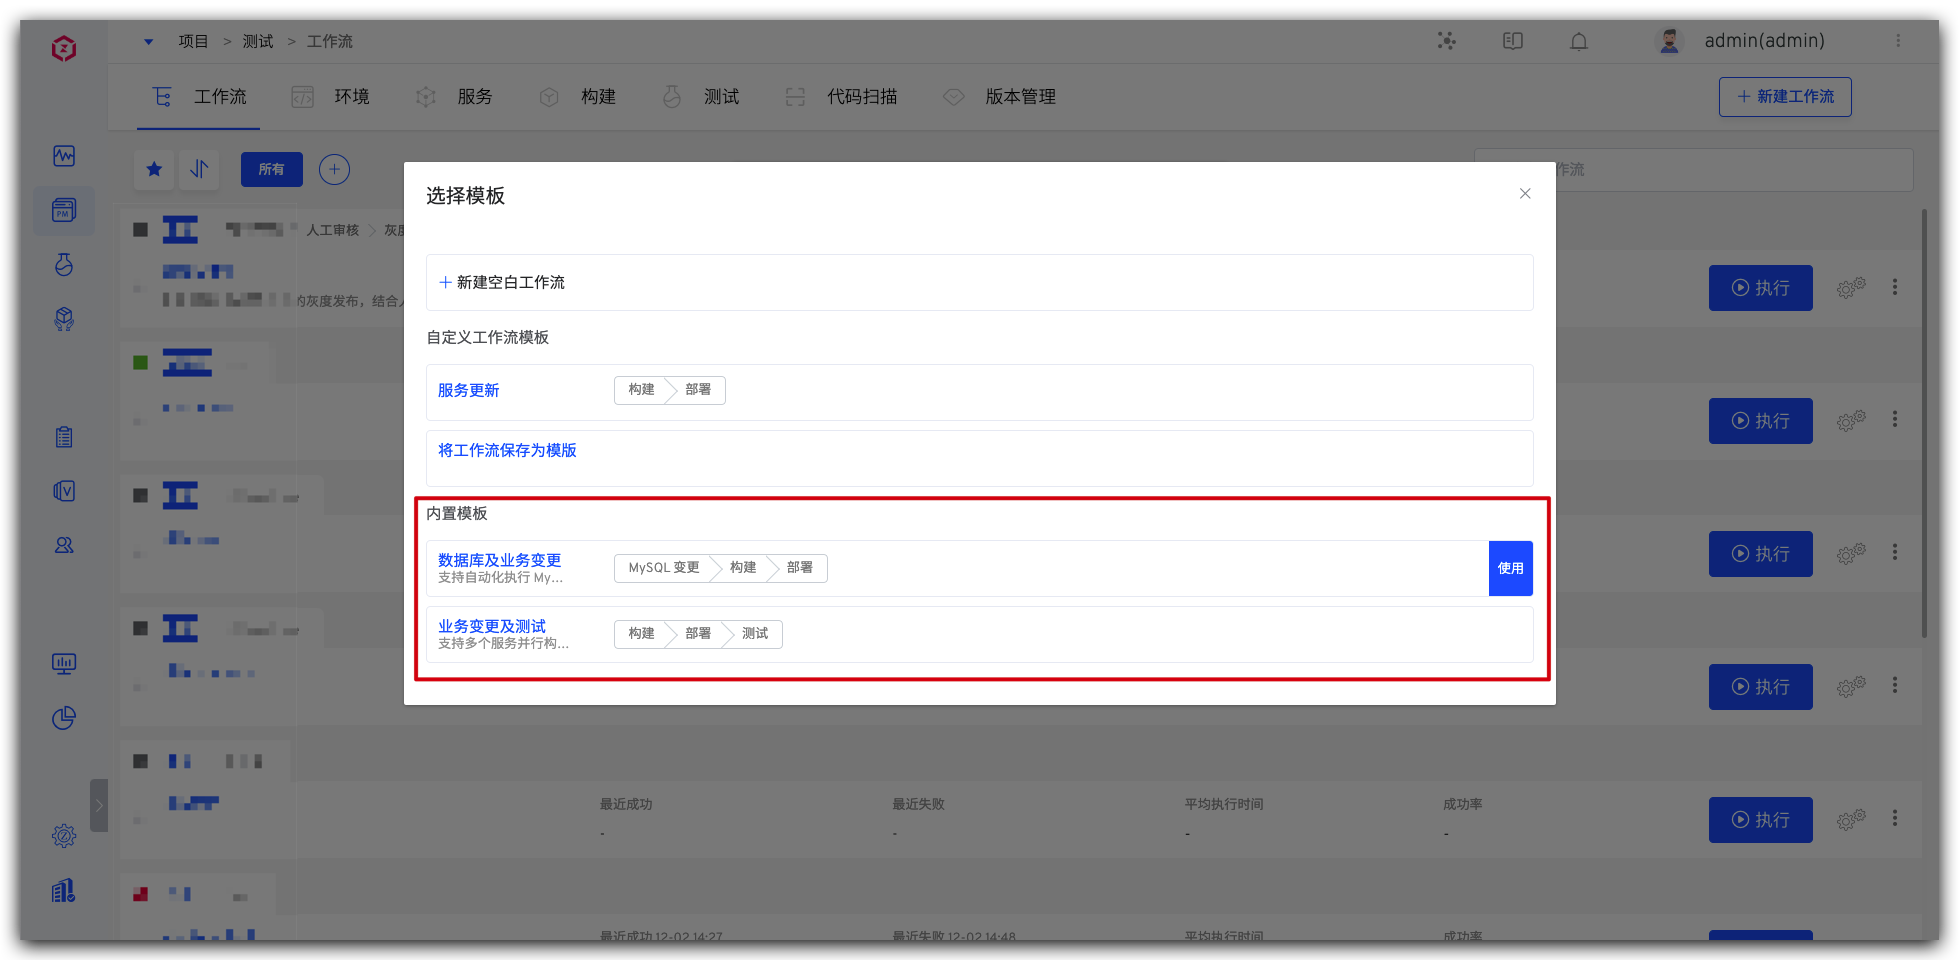 项目 > 测试 > 工作流
admin(admin)
工作流 环境 服务 构建 测试 代码扫描 版本管理
+ 新建工作流
所有
作流
选择模板
人工审核
的灰度发布，结合
+ 新建空白工作流
自定义工作流模板
服务更新 构建 部署
将工作流保存为模版
内置模板
数据库及业务变更
支持自动化执行 My...
MySQL 变更 构建 部署
使用
业务变更及测试
支持多个服务并行构...
构建 部署 测试
PM
V
执行
执行
执行
执行
最近成功 最近失败 平均执行时间 成功率
- - - -
执行
最近成功 12-02 14:27 最近失败 12-02 14:48 平均执行时间 成功率